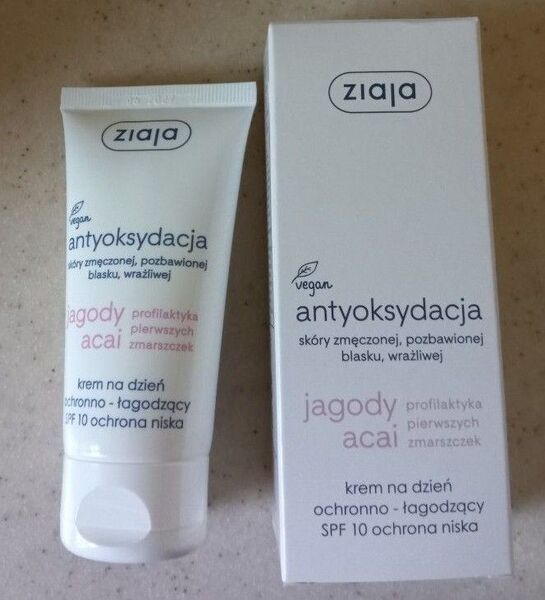 05 2027
ziaja
vegan
antyoksydacja
skóry zmęczonej, pozbawionej
blasku, wrażliwej
jagody
acai
profilaktyka
pierwszych
zmarszczek
krem na dzień
ochronno - łagodzący
SPF 10 ochrona niska
ziaja
vegan
antyoksydacja
skóry zmęczonej, pozbawionej
blasku, wrażliwej
jagody
acai
profilaktyka
pierwszych
zmarszczek
krem na dzień
ochronno - łagodzący
SPF 10 ochrona niska